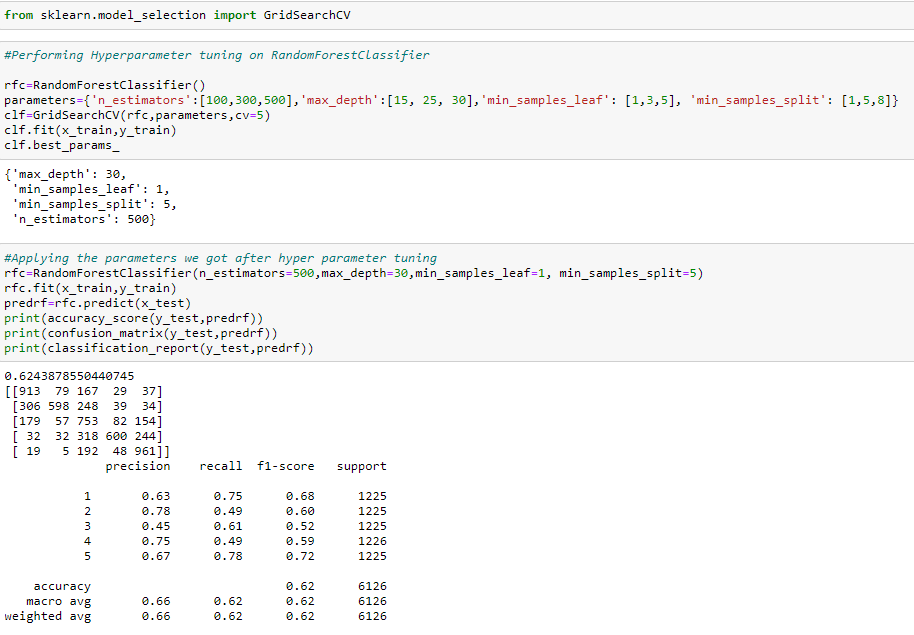 from sklearn.model_selection import GridSearchCV
#Performing Hyperparameter tuning on RandomForestClassifier
rfc=RandomForestClassifier()
parameters={'n_estimators':[100,300,500],'max_depth':[15, 25, 30],'min_samples_leaf': [1,3,5], 'min_samples_split': [1,5,8]}
clf=GridSearchCV(rfc,parameters,cv=5)
clf.fit(x_train,y_train)
clf.best_params_
{'max_depth': 30,
 'min_samples_leaf': 1,
 'min_samples_split': 5,
 'n_estimators': 500}
#Applying the parameters we got after hyper parameter tuning
rfc=RandomForestClassifier(n_estimators=500,max_depth=30,min_samples_leaf=1, min_samples_split=5)
rfc.fit(x_train,y_train)
predrf=rfc.predict(x_test)
print(accuracy_score(y_test,predrf))
print(confusion_matrix(y_test,predrf))
print(classification_report(y_test,predrf))
0.6243878550440745
[[913  79 167  29  37]
 [306 598 248  39  34]
 [179  57 753  82 154]
 [ 32  32 318 600 244]
 [ 19   5 192  48 961]]
              precision    recall  f1-score   support
           1       0.63      0.75      0.68      1225
           2       0.78      0.49      0.60      1225
           3       0.45      0.61      0.52      1225
           4       0.75      0.49      0.59      1226
           5       0.67      0.78      0.72      1225
    accuracy                           0.62      6126
   macro avg       0.66      0.62      0.62      6126
weighted avg       0.66      0.62      0.62      6126